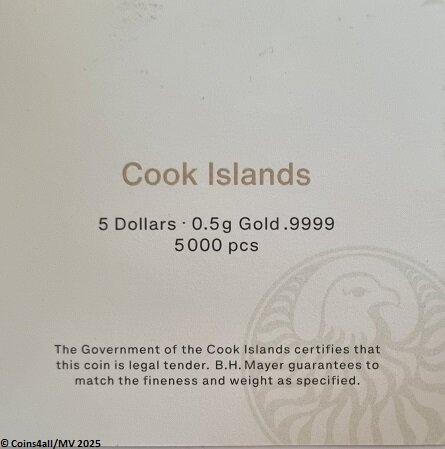 Cook Islands
5 Dollars · 0.5g Gold .9999
5000 pcs
The Government of the Cook Islands certifies that
this coin is legal tender. B.H. Mayer guarantees to
match the fineness and weight as specified.
© Coins4all/MV 2025